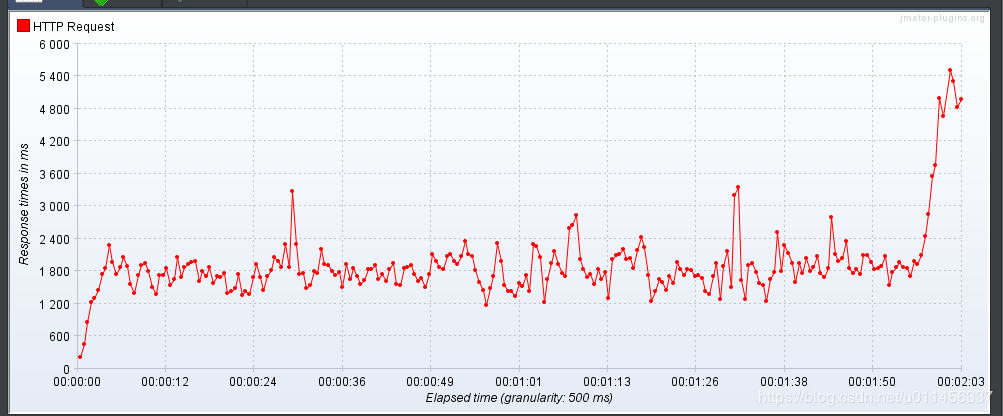 HTTP Request
jmeter-plugins.org
6 000
5 400
4 800
4 200
3 600
3 000
2 400
1 800
1 200
600
0
Response times in ms
00:00:00 00:00:12 00:00:24 00:00:36 00:00:49 00:01:01 00:01:13 00:01:26 00:01:38 00:01:50 00:02:03
Elapsed time (granularity: 500 ms)
https://blog.csdn.net/u011456337